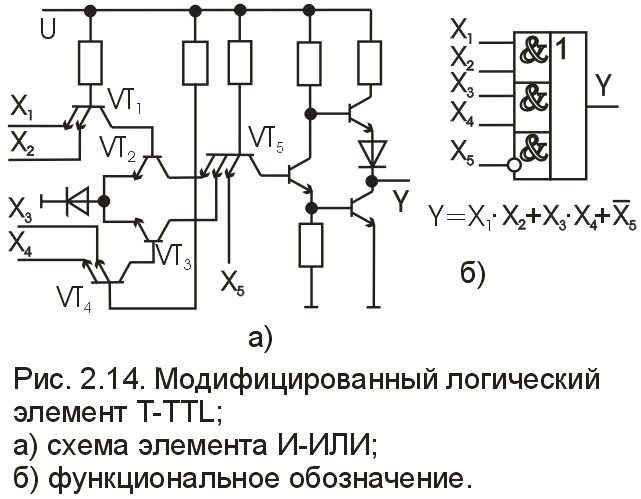 U
X₁
X₂
X₃
X₄
VT₁
VT₂
VT₃
VT₄
VT₅
X₅
Y
а)
X₁
X₂
X₃
X₄
X₅
&
&
&
1
Y
Y=X₁·X₂+X₃·X₄+X̅₅
б)
Рис. 2.14. Модифицированный логический
элемент T-TTL;
а) схема элемента И-ИЛИ;
б) функциональное обозначение.